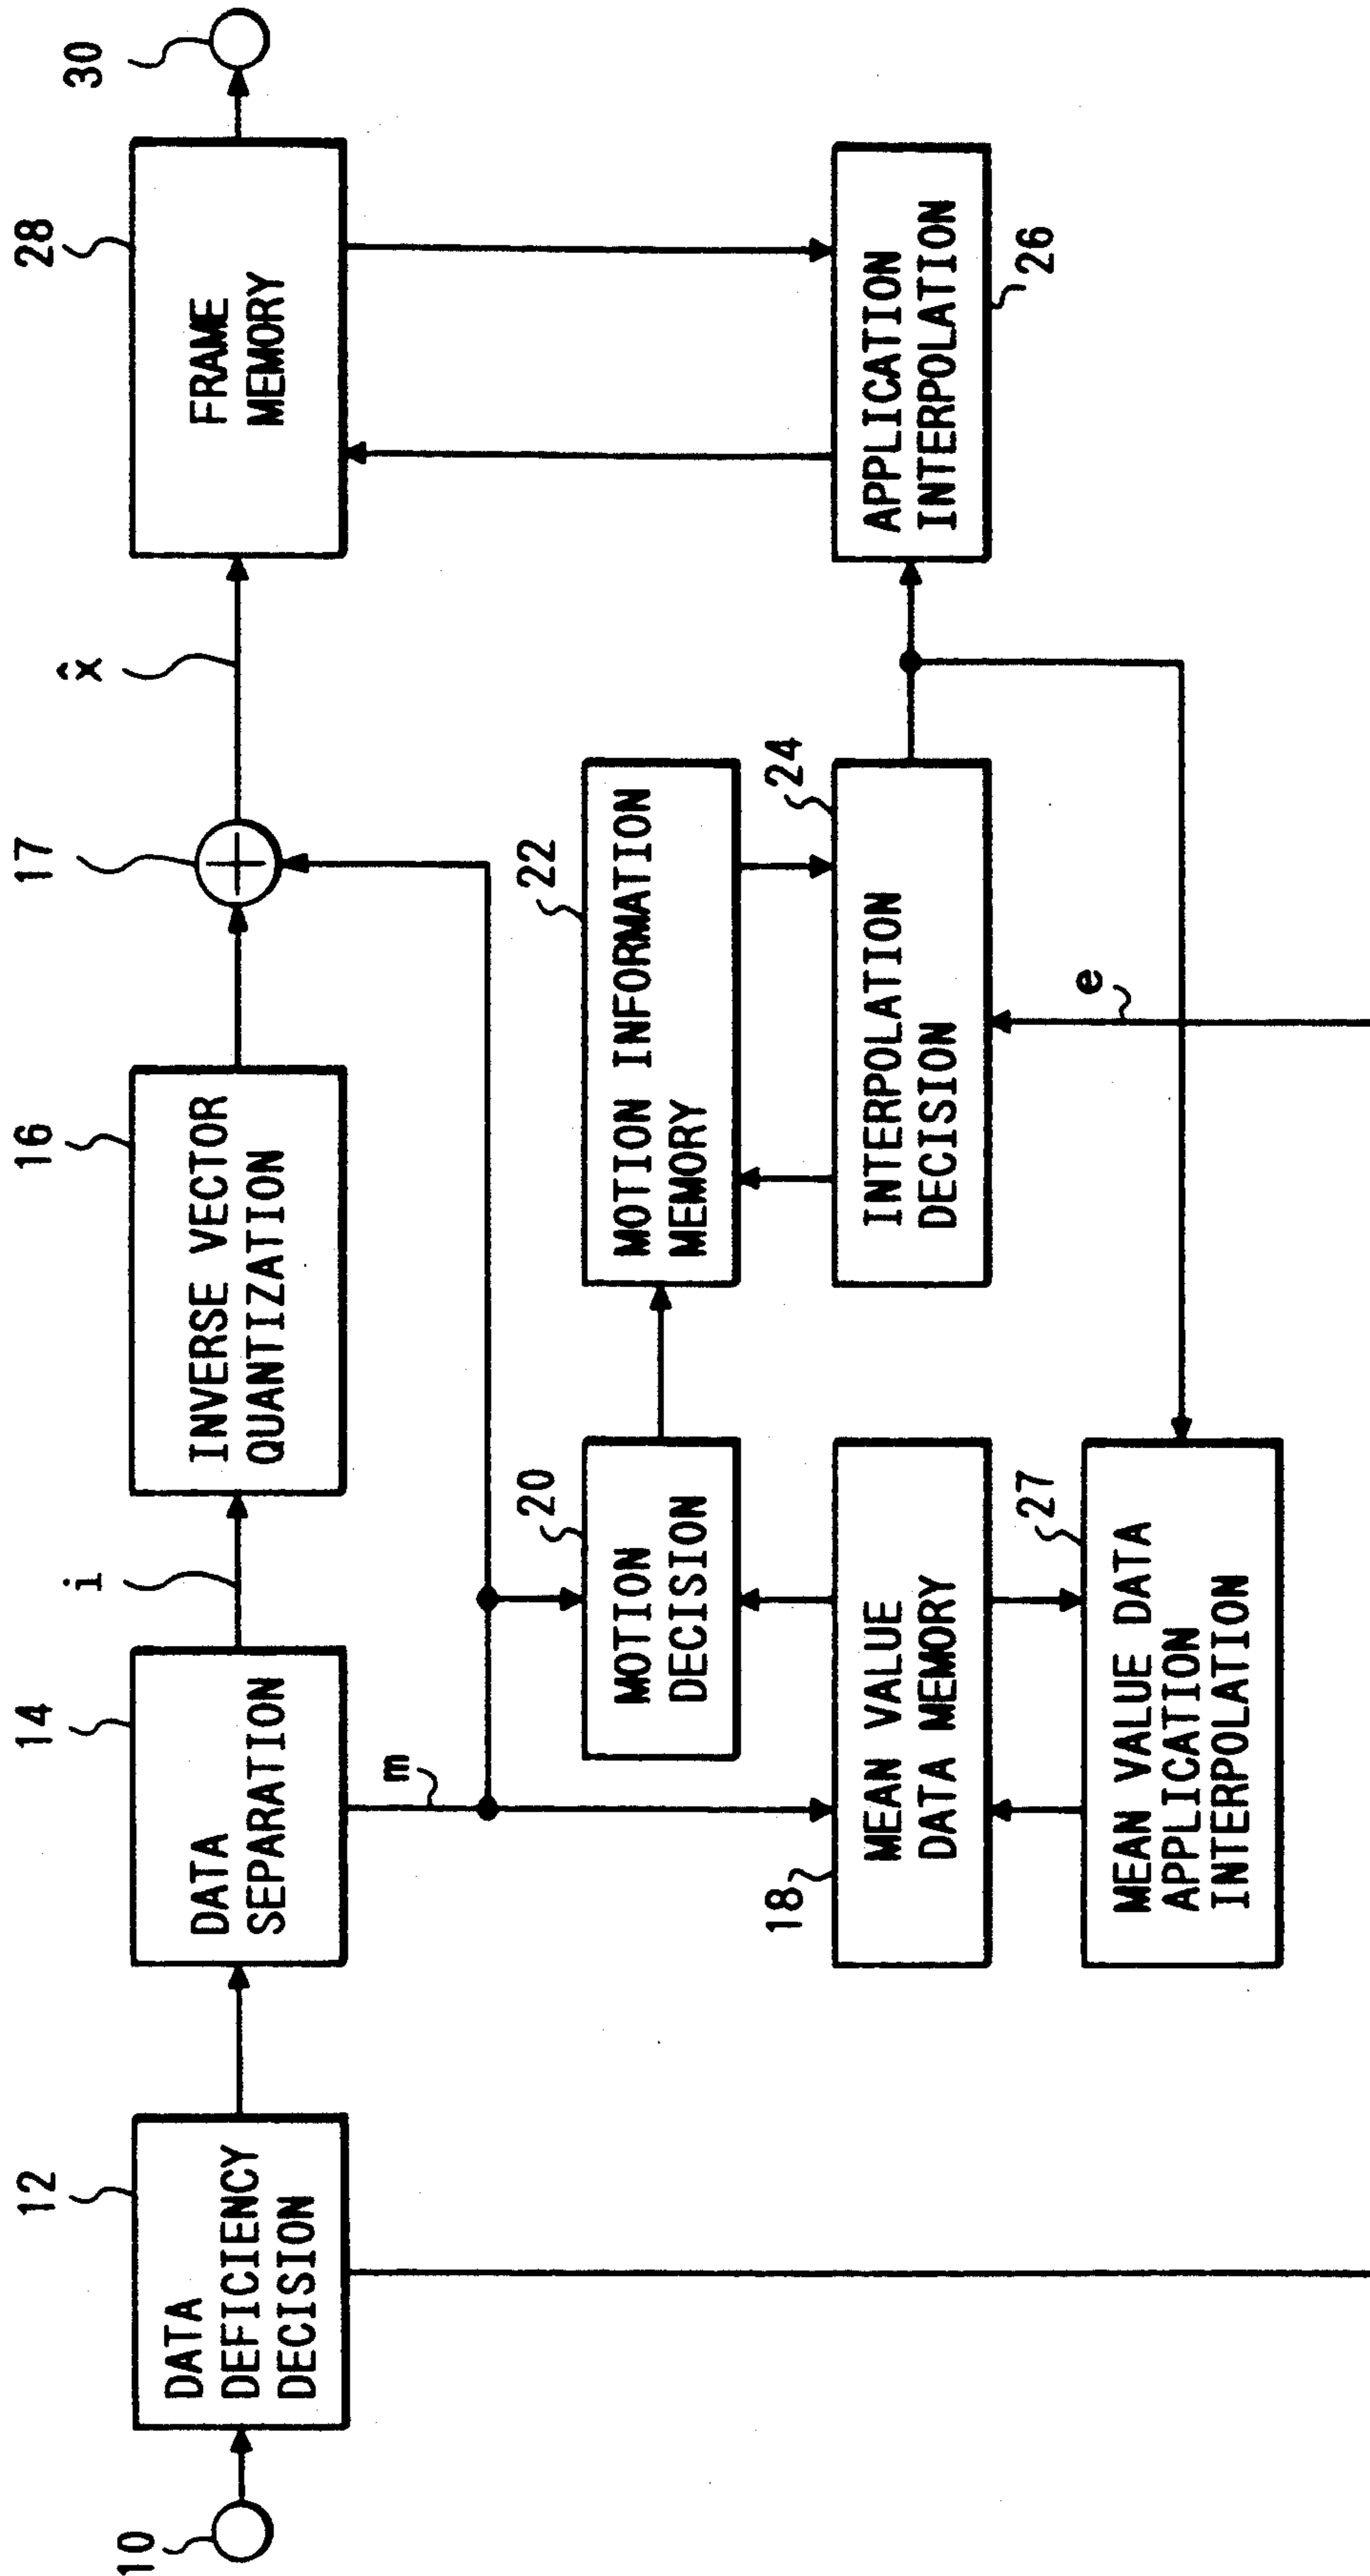 10
12
DATA
DEFICIENCY
DECISION
14
DATA
SEPARATION
i
16
INVERSE VECTOR
QUANTIZATION
17
x̂
28
FRAME
MEMORY
30
m
20
MOTION
DECISION
22
MOTION INFORMATION
MEMORY
18
MEAN VALUE
DATA MEMORY
24
INTERPOLATION
DECISION
APPLICATION
INTERPOLATION
26
27
MEAN VALUE DATA
APPLICATION
INTERPOLATION
e